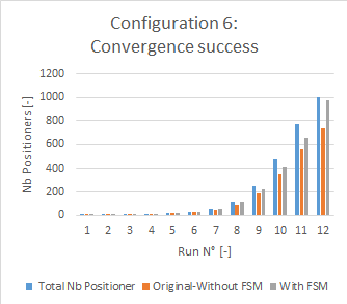 Configuration 6:
Convergence success
1200
1000
800
600
400
200
0
Nb Positioners [-]
1 2 3 4 5 6 7 8 9 10 11 12
Run N° [-]
Total Nb Positioner Original-Without FSM With FSM